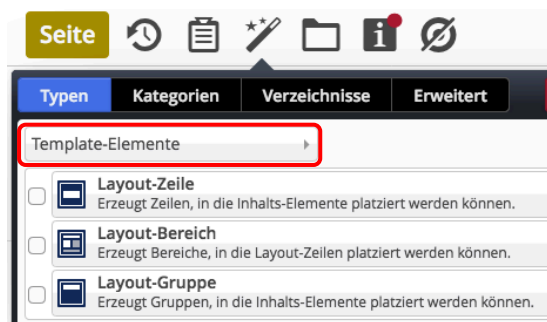 Seite
Typen Kategorien Verzeichnisse Erweitert
Template-Elemente
Layout-Zeile
Erzeugt Zeilen, in die Inhalts-Elemente platziert werden können.
Layout-Bereich
Erzeugt Bereiche, in die Layout-Zeilen platziert werden können.
Layout-Gruppe
Erzeugt Gruppen, in die Inhalts-Elemente platziert werden können.